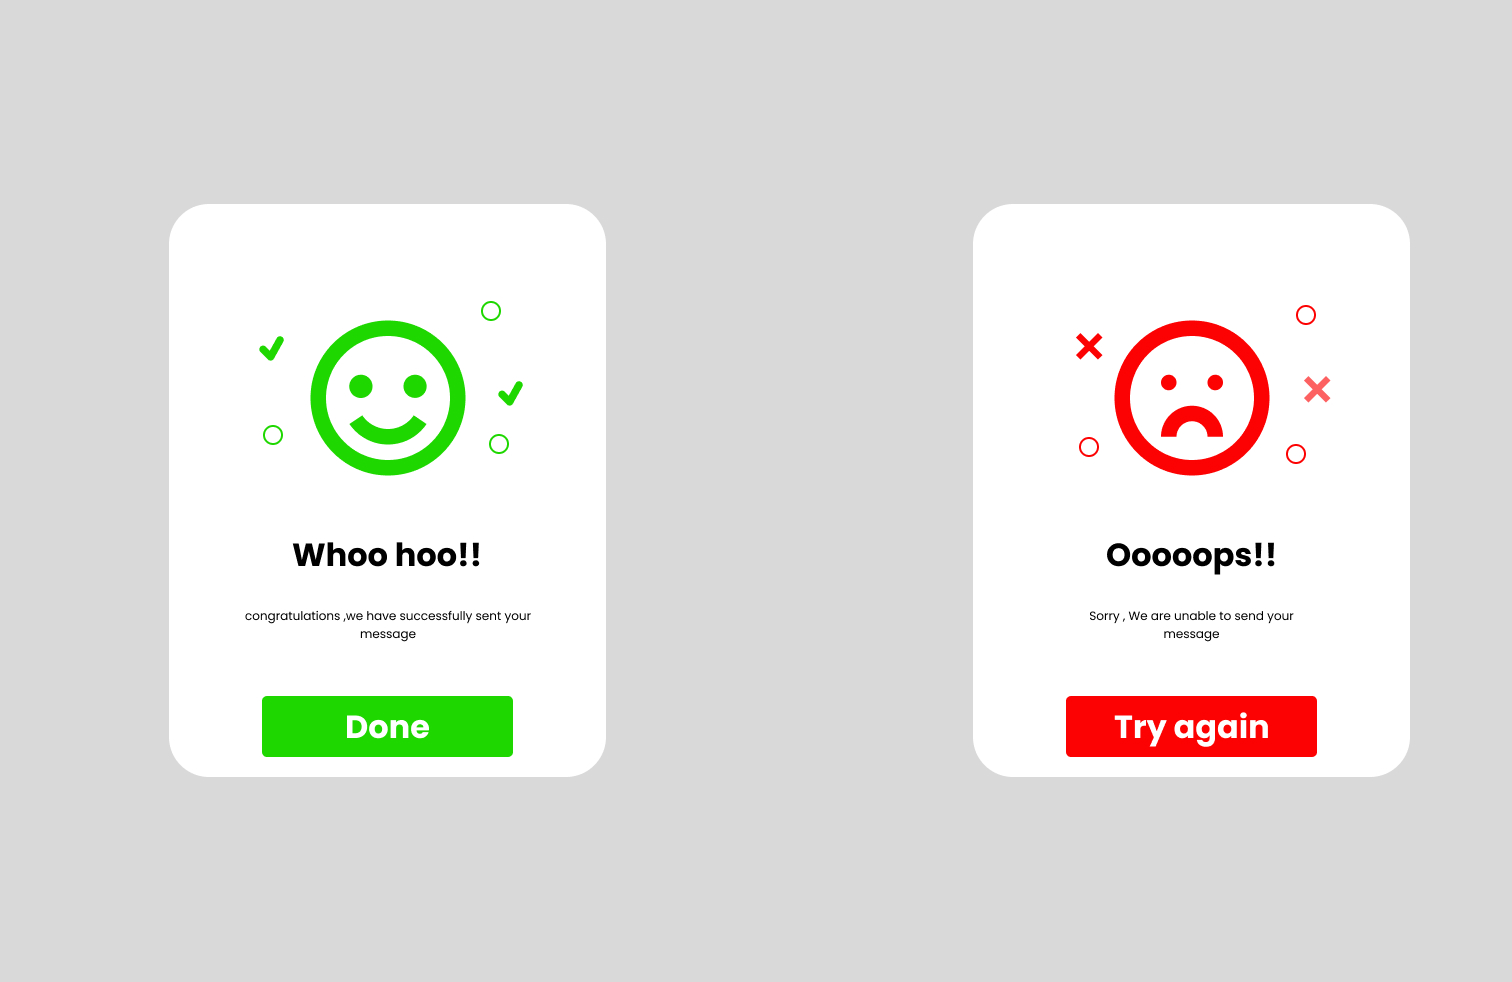 Whoo hoo!!
congratulations ,we have successfully sent your
message
Done
Ooooops!!
Sorry , We are unable to send your
message
Try again